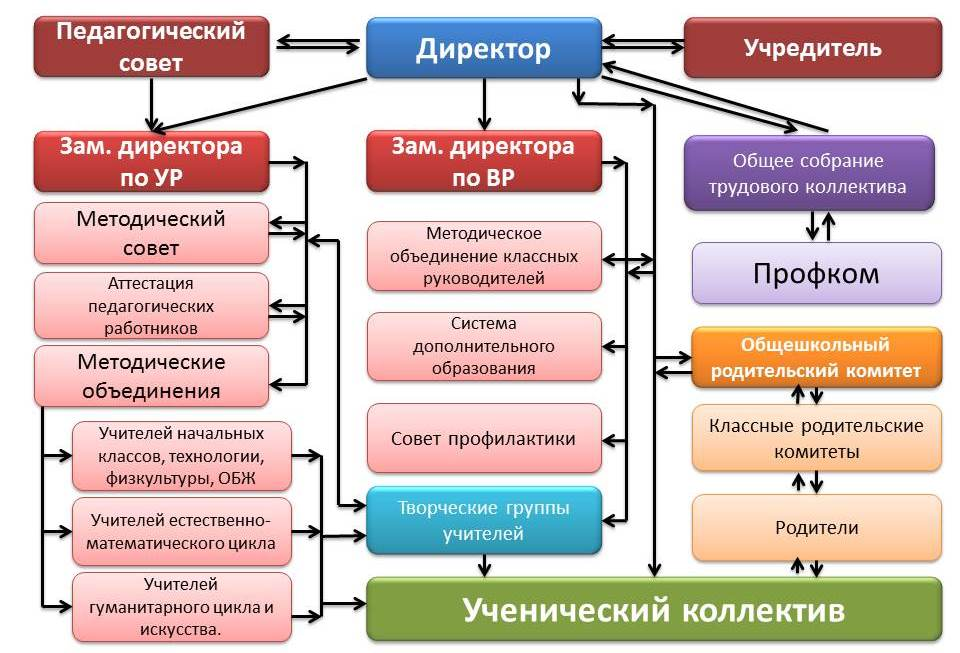 Педагогический
совет
Директор
Учредитель
Зам. директора
по УР
Зам. директора
по ВР
Общее собрание
трудового коллектива
Методический
совет
Методическое
объединение классных
руководителей
Профком
Аттестация
педагогических
работников
Система
дополнительного
образования
Общешкольный
родительский комитет
Методические
объединения
Совет профилактики
Классные родительские
комитеты
Учителей начальных
классов, технологии,
физкультуры, ОБЖ
Творческие группы
учителей
Родители
Учителей естественно-
математического цикла
Учителей
гуманитарного цикла и
искусства.
Ученический коллектив